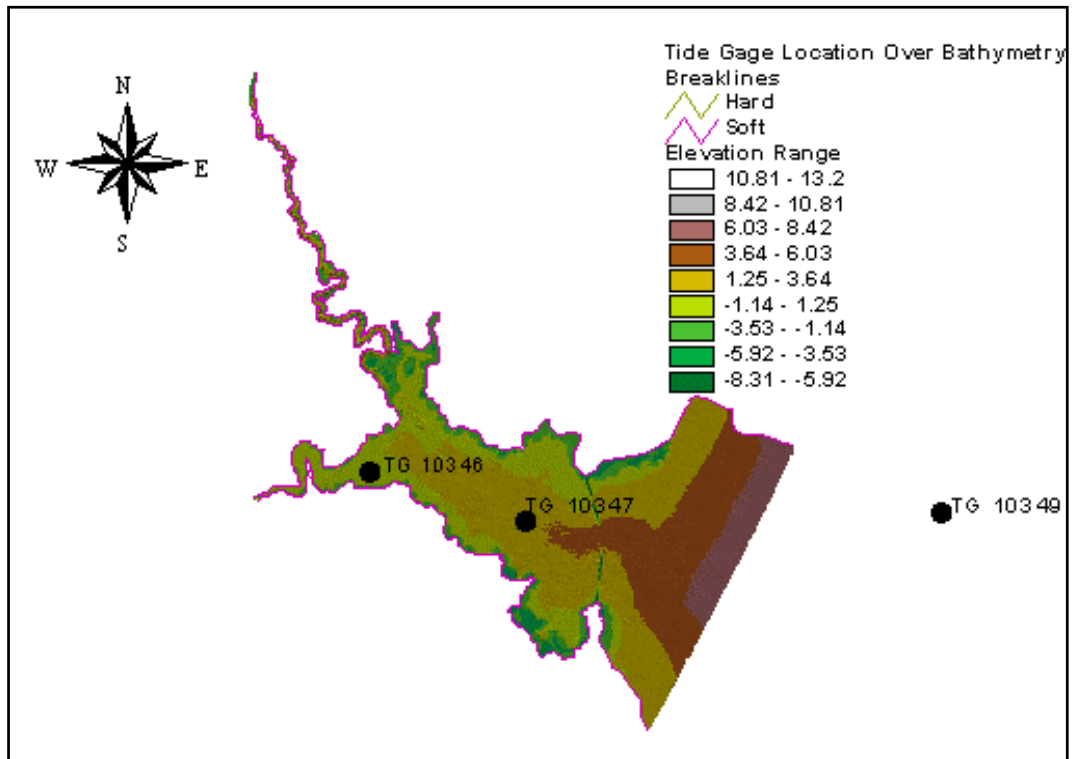 Tide Gage Location Over Bathymetry
Breaklines
Hard
Soft
Elevation Range
10.81 - 13.2
8.42 - 10.81
6.03 - 8.42
3.64 - 6.03
1.25 - 3.64
-1.14 - 1.25
-3.53 - -1.14
-5.92 - -3.53
-8.31 - -5.92
N
W E
S
TG 10346
TG 10347
TG 10349